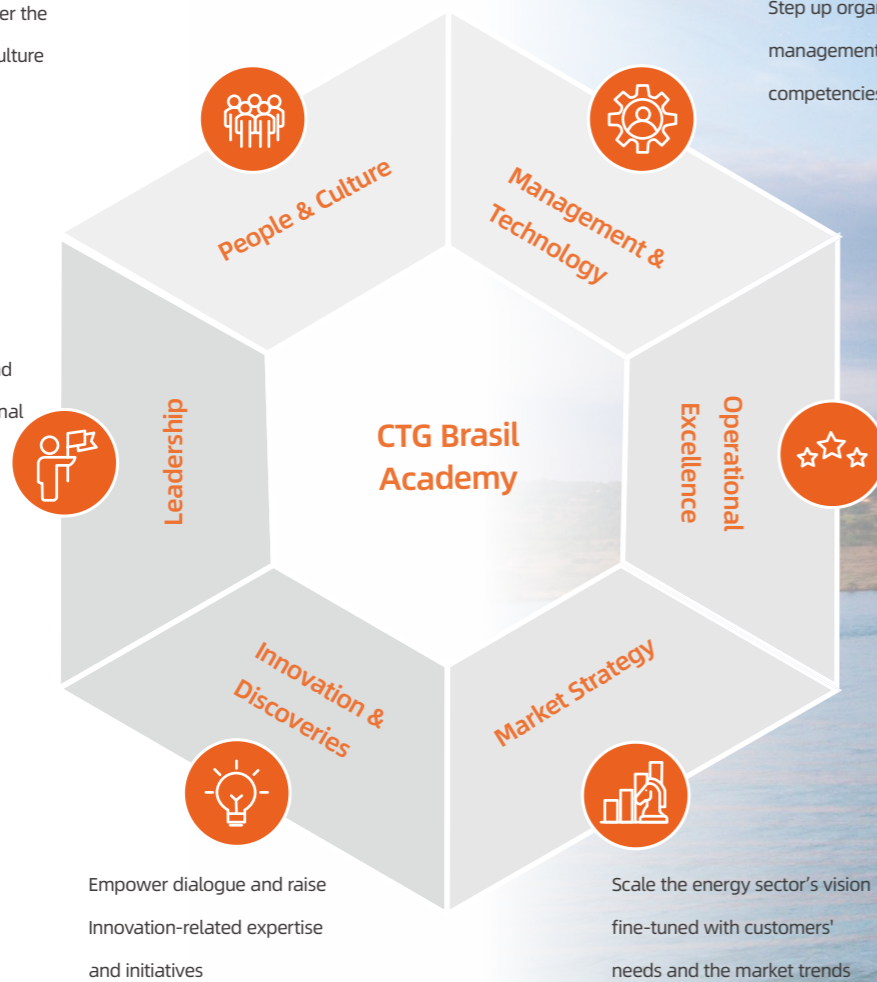 er the
ulture
Step up orga
management
competencies
People & Culture
Management &
Technology
nd
nal
Leadership
CTG Brasil
Academy
Operational
Excellence
Innovation &
Discoveries
Market Strategy
Empower dialogue and raise
Innovation-related expertise
and initiatives
Scale the energy sector’s vision
fine-tuned with customers'
needs and the market trends